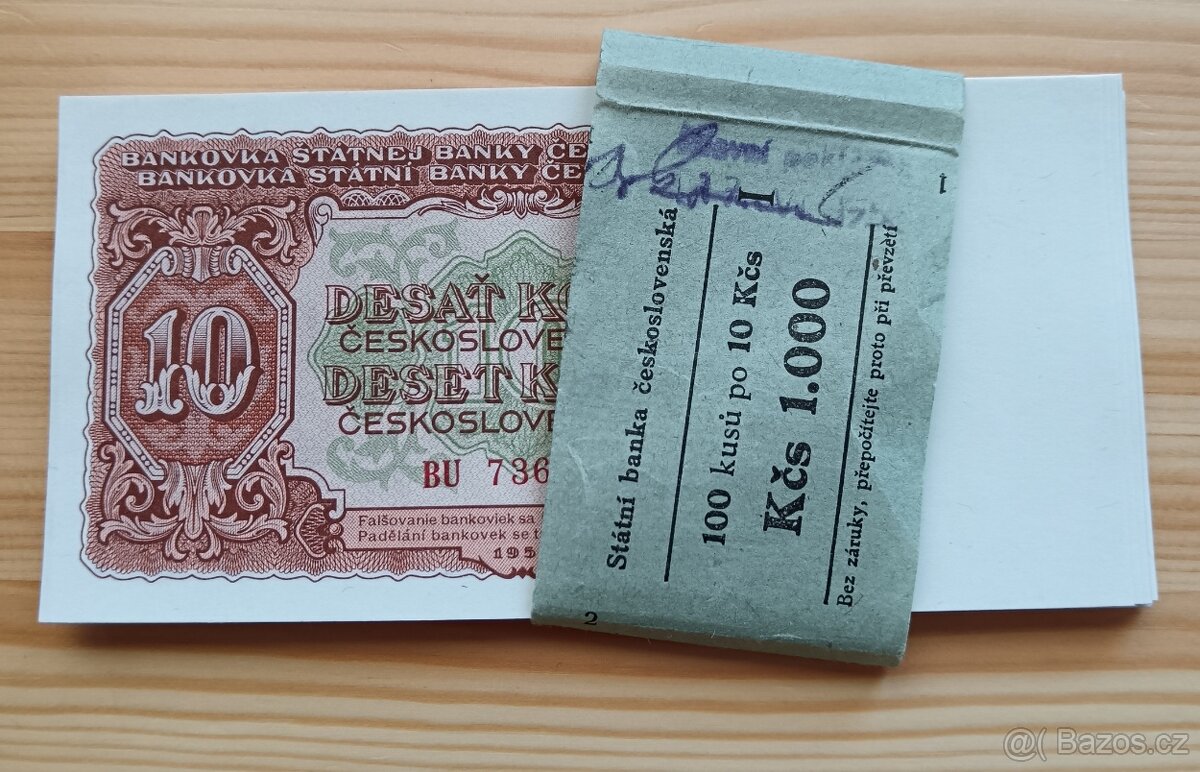 BANKOVKA ŠTÁTNEJ BANKY ČE
BANKOVKA STÁTNÍ BANKY ČE
10
DESAŤ KO
ČESKOSLOVE
DESET K
ČESKOSLOVE
BU 736
Falšovanie bankoviek sa
Padělání bankovek se t
195
1
I
Státní banka československá
100 kusů po 10 Kčs
Kčs 1.000
Bez záruky, přepočítejte proto při převzetí
2
@( Bazos.cz